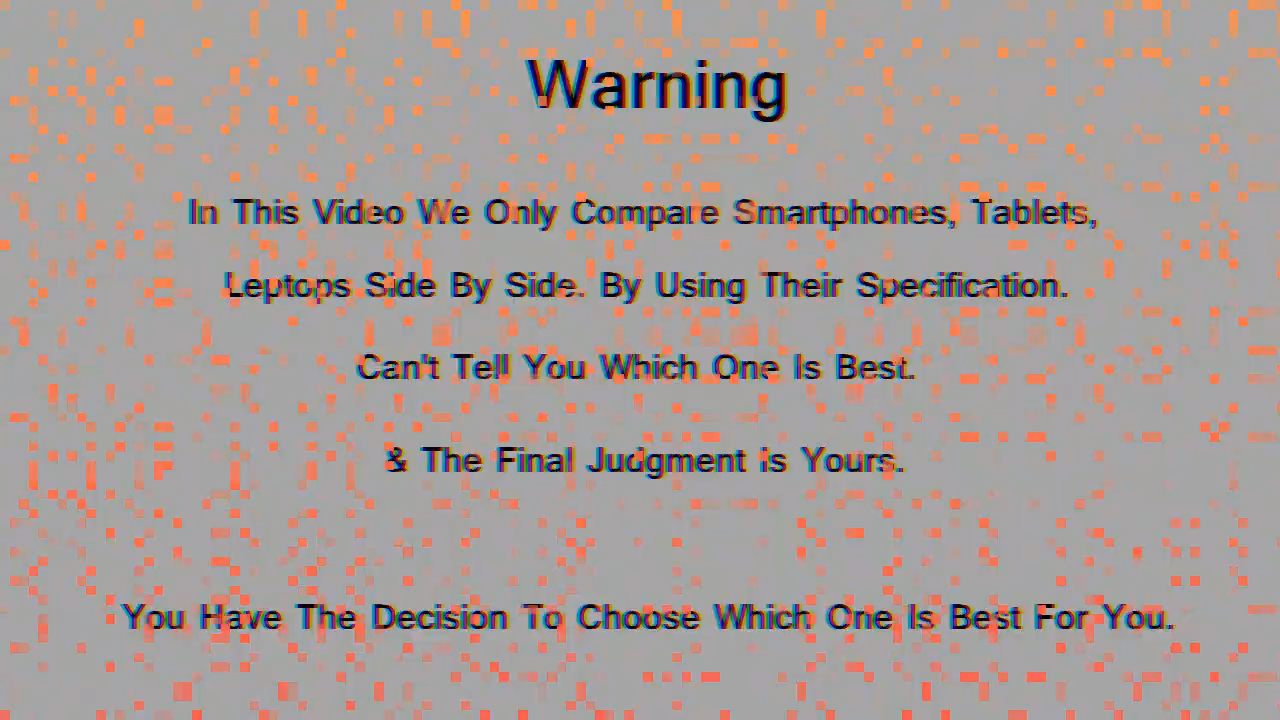 Warning
In This Video We Only Compare Smartphones, Tablets,
Leptops Side By Side. By Using Their Specification.
Can't Tell You Which One Is Best.
& The Final Judgment is Yours.
You Have The Decision To Choose Which One Is Best For You.